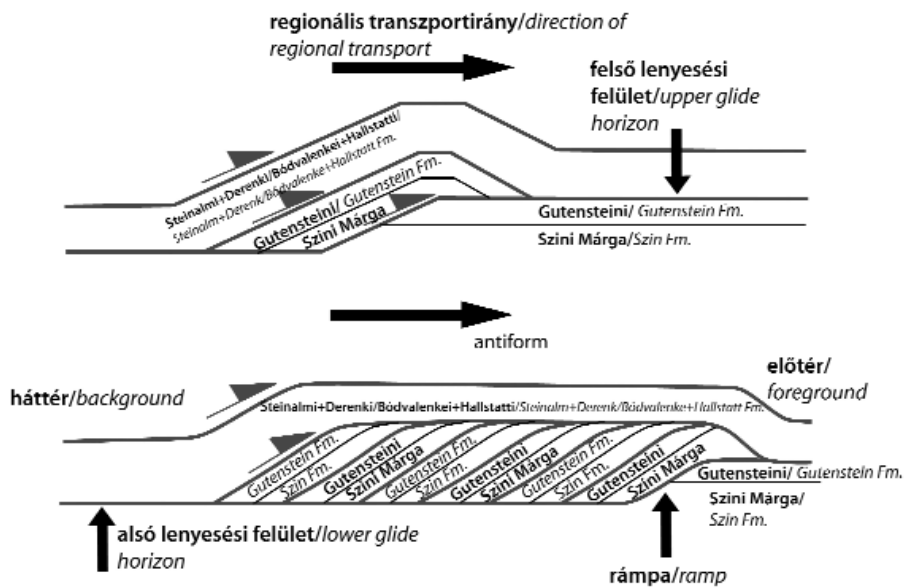 regionális transzportirány/direction of
regional transport
felső lenyesési
felület/upper glide
horizon
Steinalmi+Derenki/Bódvalenkei+Hallstatti/
Steinalm+Derenk/Bódvalenke+Hallstatt Fm.
Gutensteini/ Gutenstein Fm.
Szini Márga
Gutensteini/ Gutenstein Fm.
Szini Márga/Szin Fm.
antiform
háttér/background
előtér/
foreground
Steinalmi+Derenki/Bódvalenkei+Hallstatti/Steinalm+Derenk/Bódvalenke+Hallstatt Fm.
Gutenstein Fm.
Szin Fm.
Gutensteini
Szini Márga
Gutenstein Fm.
Szin Fm.
Gutensteini
Szini Márga
Gutenstein Fm.
Szin Fm.
Gutensteini
Szini Márga
Gutensteini/ Gutenstein Fm.
Szini Márga/
Szin Fm.
alsó lenyesési felület/lower glide
horizon
rámpa/ramp